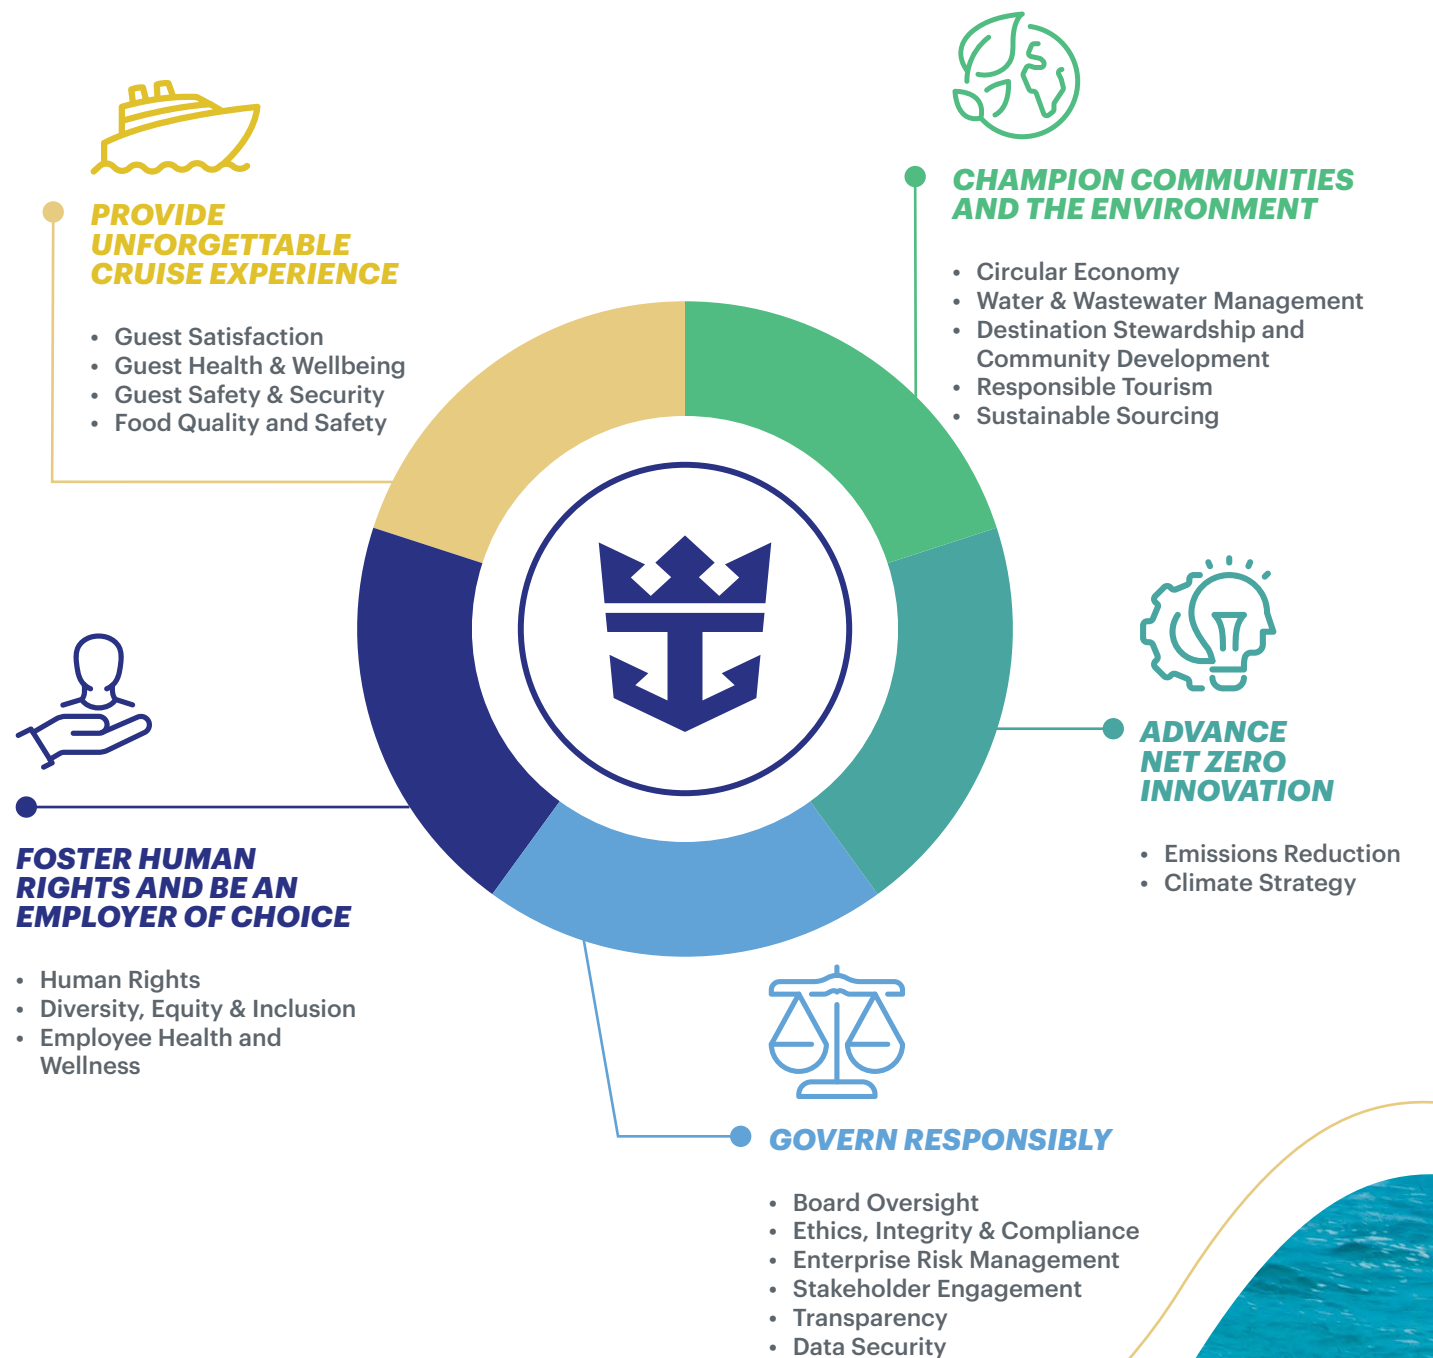 PROVIDE
UNFORGETTABLE
CRUISE EXPERIENCE
• Guest Satisfaction
• Guest Health & Wellbeing
• Guest Safety & Security
• Food Quality and Safety
CHAMPION COMMUNITIES
AND THE ENVIRONMENT
• Circular Economy
• Water & Wastewater Management
• Destination Stewardship and
Community Development
• Responsible Tourism
• Sustainable Sourcing
ADVANCE
NET ZERO
INNOVATION
• Emissions Reduction
• Climate Strategy
FOSTER HUMAN
RIGHTS AND BE AN
EMPLOYER OF CHOICE
• Human Rights
• Diversity, Equity & Inclusion
• Employee Health and
Wellness
GOVERN RESPONSIBLY
• Board Oversight
• Ethics, Integrity & Compliance
• Enterprise Risk Management
• Stakeholder Engagement
• Transparency
• Data Security